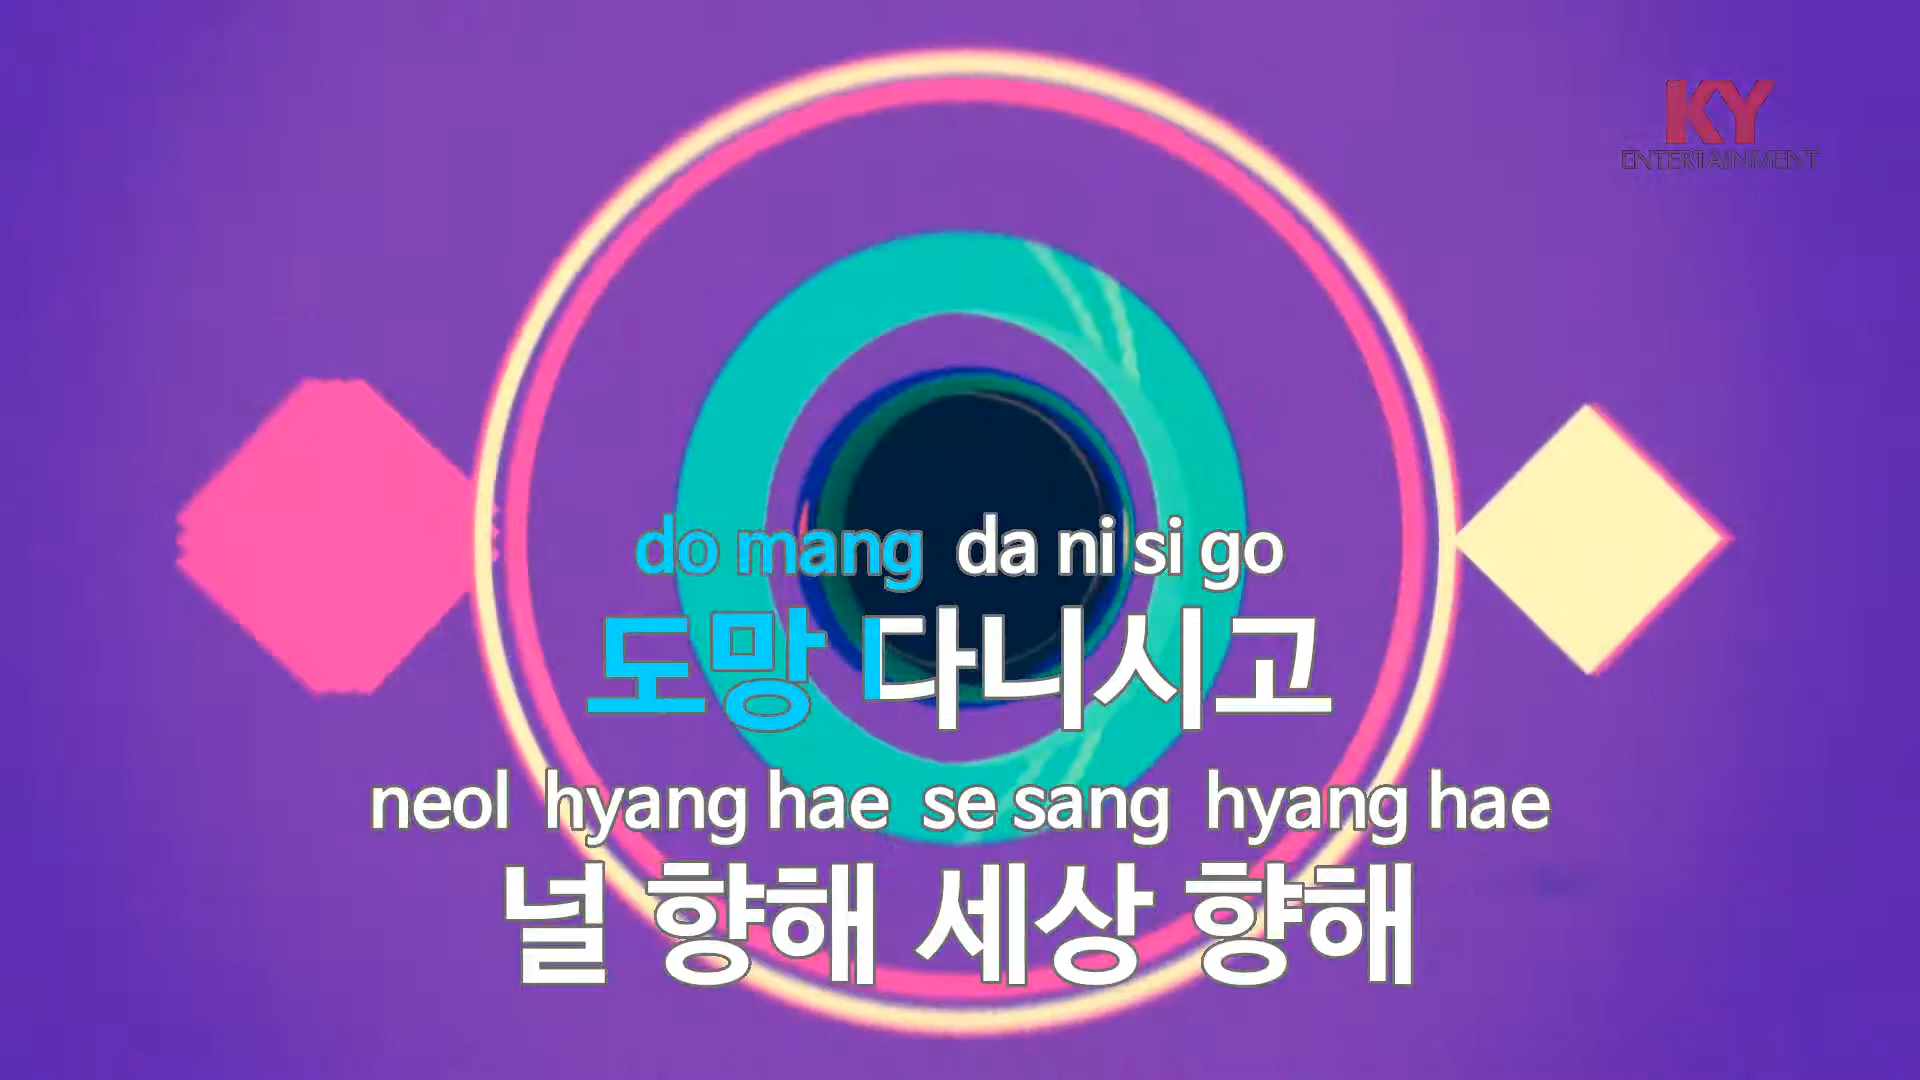 KY
ENTERTAINMENT
do mang da ni si go
도망 다니시고
neol hyang hae se sang hyang hae
널 향해 세상 향해